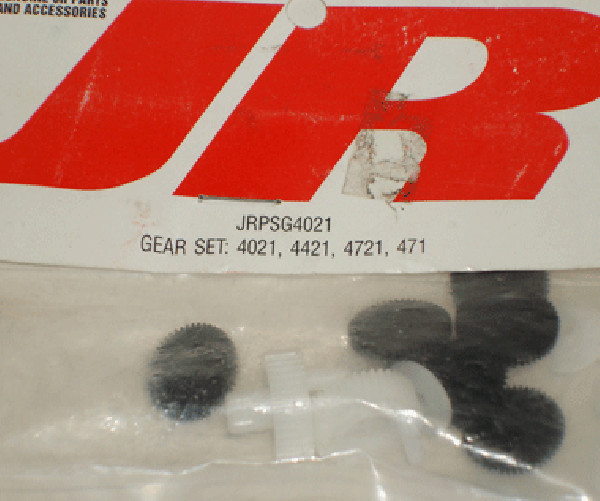 AND ACCESSORIES
JR
JRPSG4021
GEAR SET: 4021, 4421, 4721, 471